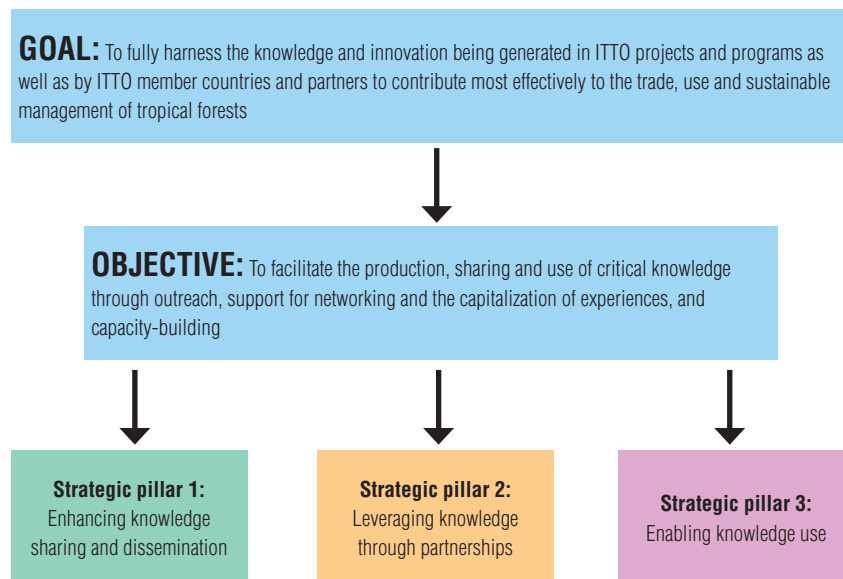 GOAL: To fully harness the knowledge and innovation being generated in ITTO projects and programs as
well as by ITTO member countries and partners to contribute most effectively to the trade, use and sustainable
management of tropical forests
OBJECTIVE: To facilitate the production, sharing and use of critical knowledge
through outreach, support for networking and the capitalization of experiences, and
capacity-building
Strategic pillar 1:
Enhancing knowledge
sharing and dissemination
Strategic pillar 2:
Leveraging knowledge
through partnerships
Strategic pillar 3:
Enabling knowledge use